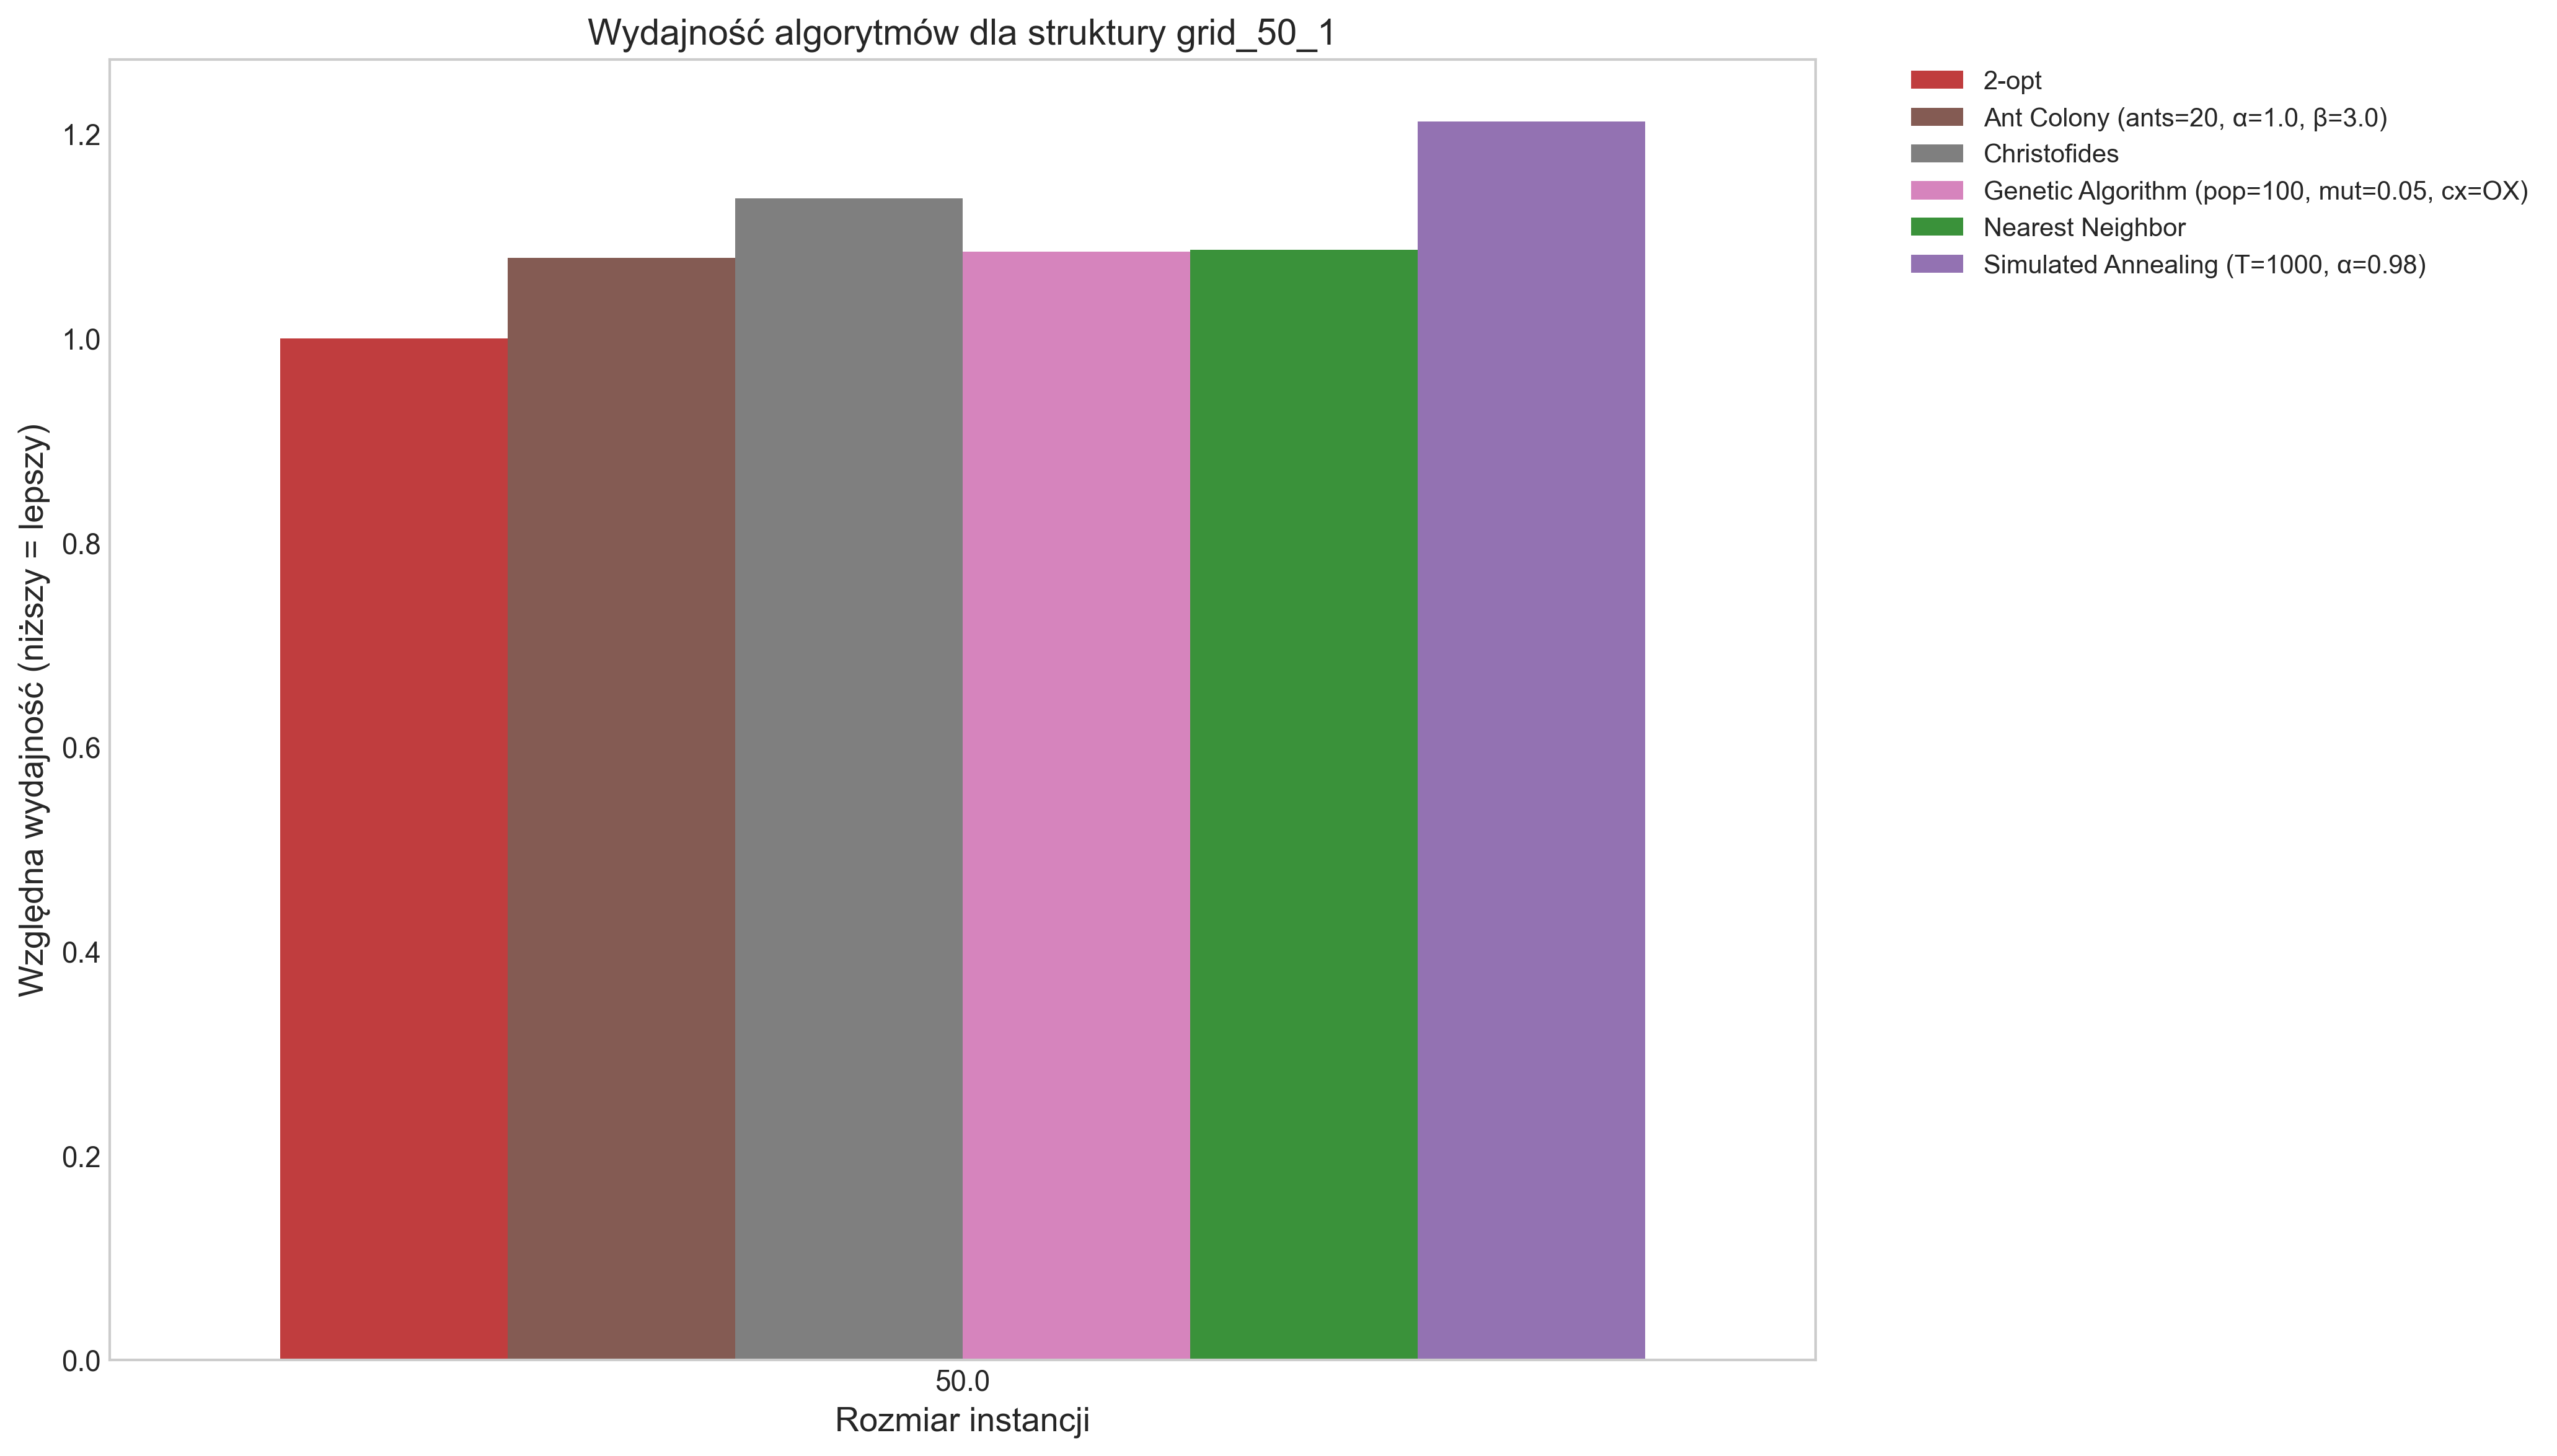 Wydajność algorytmów dla struktury grid_50_1
2-opt
Ant Colony (ants=20, α=1.0, β=3.0)
Christofides
Genetic Algorithm (pop=100, mut=0.05, cx=OX)
Nearest Neighbor
Simulated Annealing (T=1000, α=0.98)
Względna wydajność (niższy = lepszy)
1.2
1.0
0.8
0.6
0.4
0.2
0.0
50.0
Rozmiar instancji